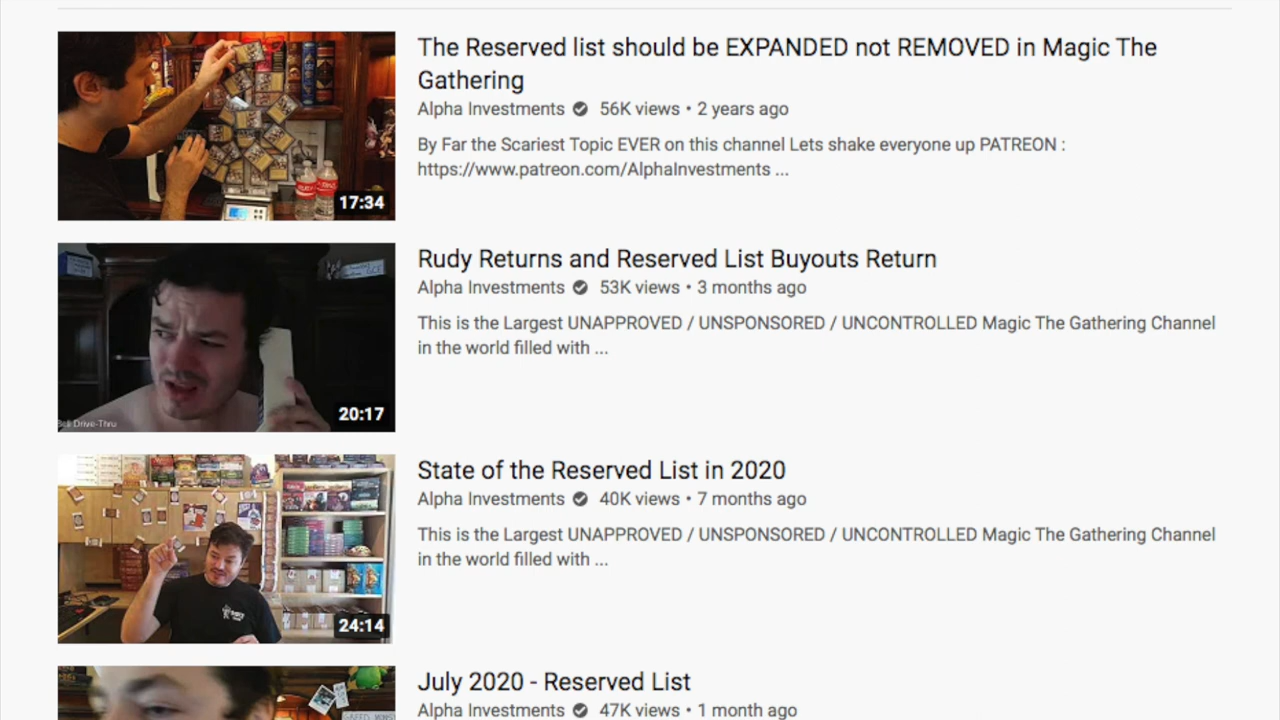 The Reserved list should be EXPANDED not REMOVED in Magic The
Gathering
Alpha Investments 56K views • 2 years ago
By Far the Scariest Topic EVER on this channel Lets shake everyone up PATREON :
https://www.patreon.com/AlphaInvestments ...
17:34
Rudy Returns and Reserved List Buyouts Return
Alpha Investments 53K views • 3 months ago
This is the Largest UNAPPROVED / UNSPONSORED / UNCONTROLLED Magic The Gathering Channel
in the world filled with ...
20:17
Drive-Thru
State of the Reserved List in 2020
Alpha Investments 40K views • 7 months ago
This is the Largest UNAPPROVED / UNSPONSORED / UNCONTROLLED Magic The Gathering Channel
in the world filled with ...
24:14
July 2020 - Reserved List
Alpha Investments 47K views • 1 month ago